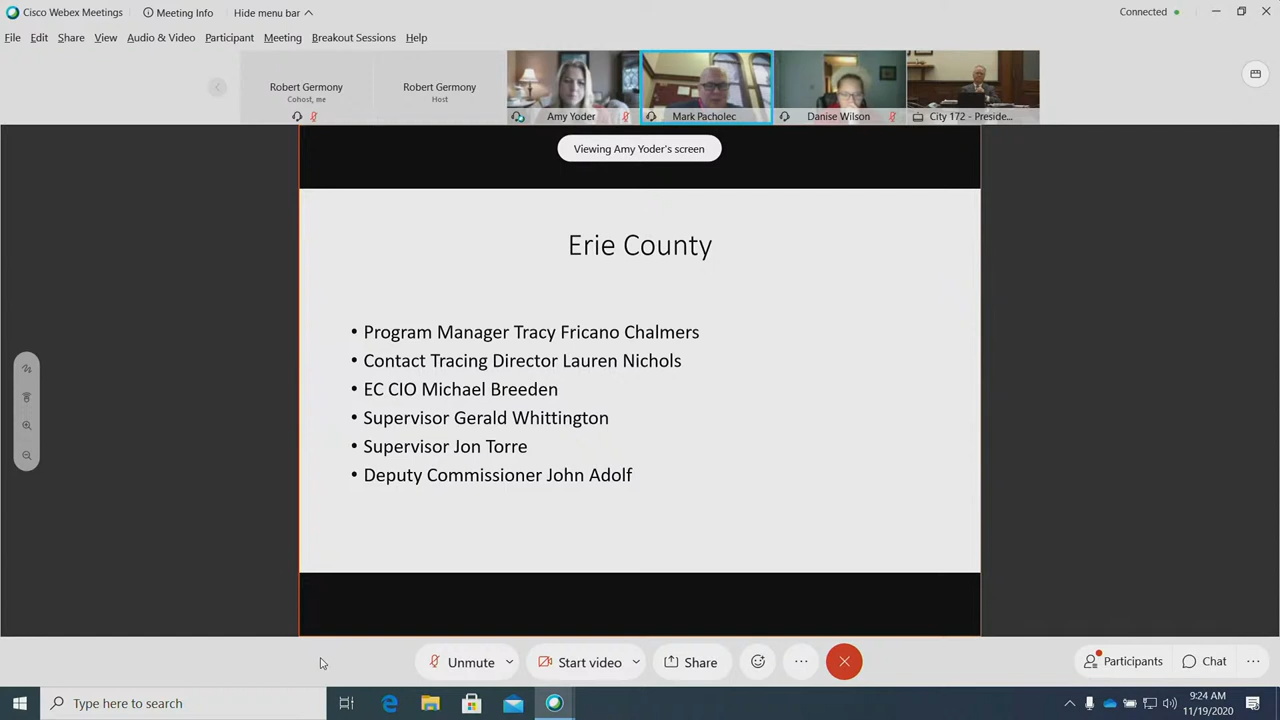 Cisco Webex Meetings
Meeting Info
Hide menu bar
Connected
File Edit Share View Audio & Video Participant Meeting Breakout Sessions Help
Robert Germony
Cohost, me
Robert Germony
Host
Amy Yoder
Mark Pacholec
Danise Wilson
City 172 - Preside...
Viewing Amy Yoder's screen
Erie County
• Program Manager Tracy Fricano Chalmers
• Contact Tracing Director Lauren Nichols
• EC CIO Michael Breeden
• Supervisor Gerald Whittington
• Supervisor Jon Torre
• Deputy Commissioner John Adolf
Unmute
Start video
Share
Participants
Chat
Type here to search
9:24 AM
11/19/2020